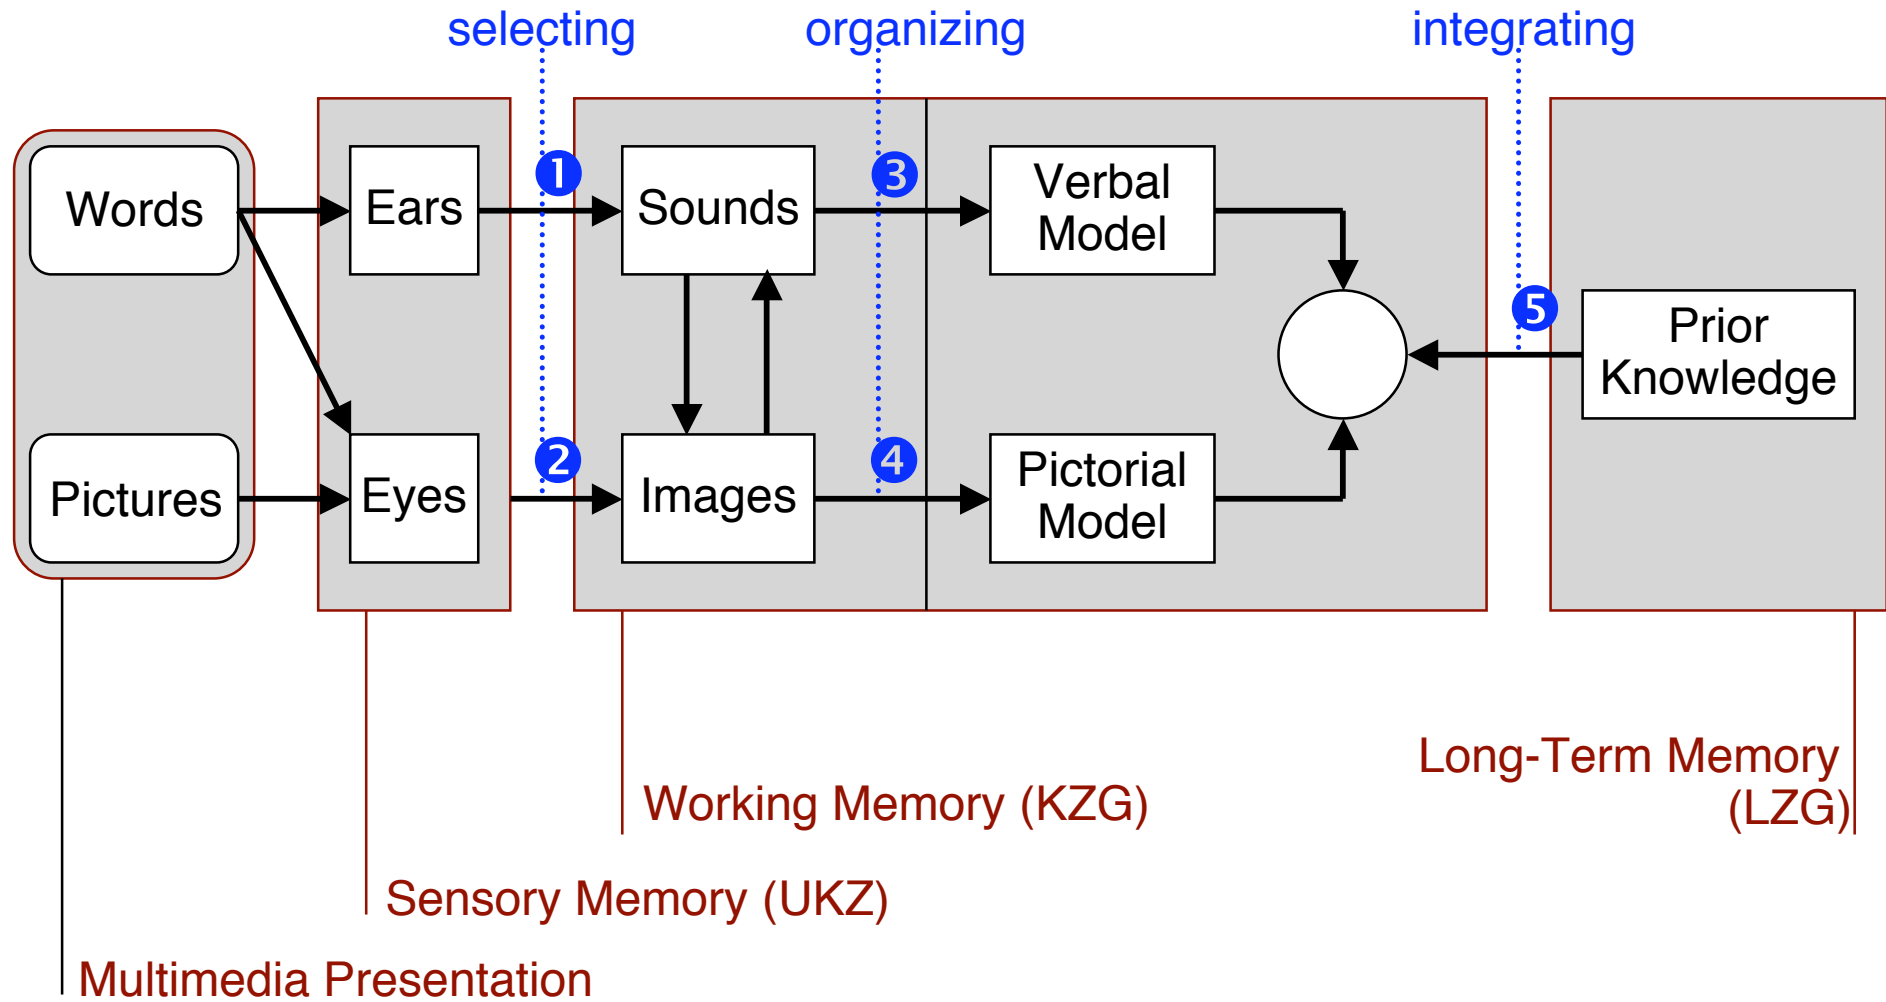 selecting
organizing
integrating
Words
Ears
1
Sounds
3
Verbal
Model
5
Prior
Knowledge
Pictures
Eyes
2
Images
4
Pictorial
Model
Long-Term Memory
(LZG)
Working Memory (KZG)
Sensory Memory (UKZ)
Multimedia Presentation